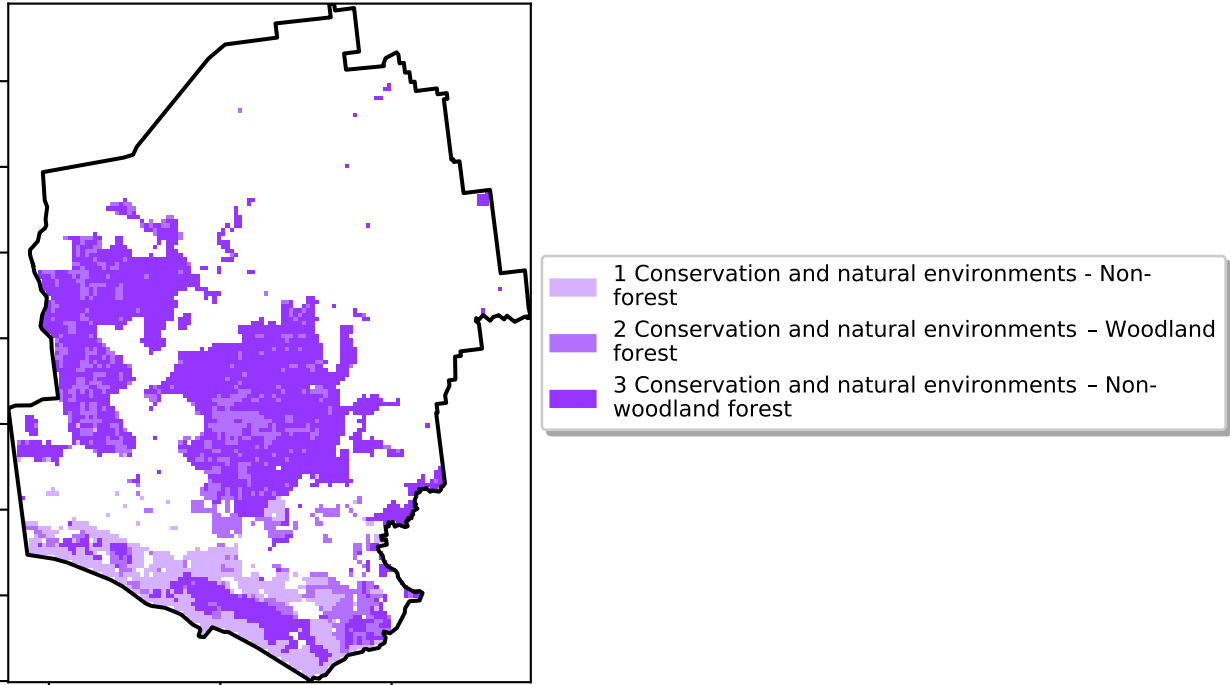 1 Conservation and natural environments - Non-
forest
2 Conservation and natural environments – Woodland
forest
3 Conservation and natural environments – Non-
woodland forest